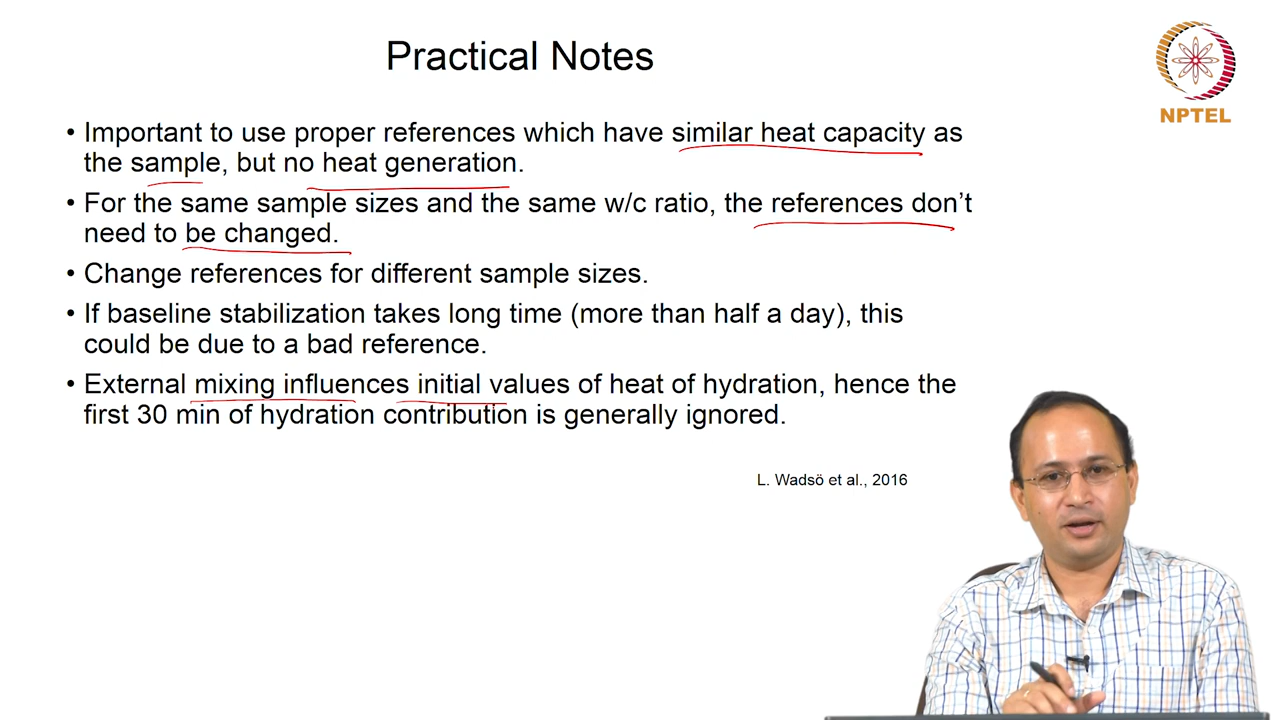 Practical Notes
NPTEL
• Important to use proper references which have similar heat capacity as
the sample, but no heat generation.
• For the same sample sizes and the same w/c ratio, the references don’t
need to be changed.
• Change references for different sample sizes.
• If baseline stabilization takes long time (more than half a day), this
could be due to a bad reference.
• External mixing influences initial values of heat of hydration, hence the
first 30 min of hydration contribution is generally ignored.
L. Wadsö et al., 2016